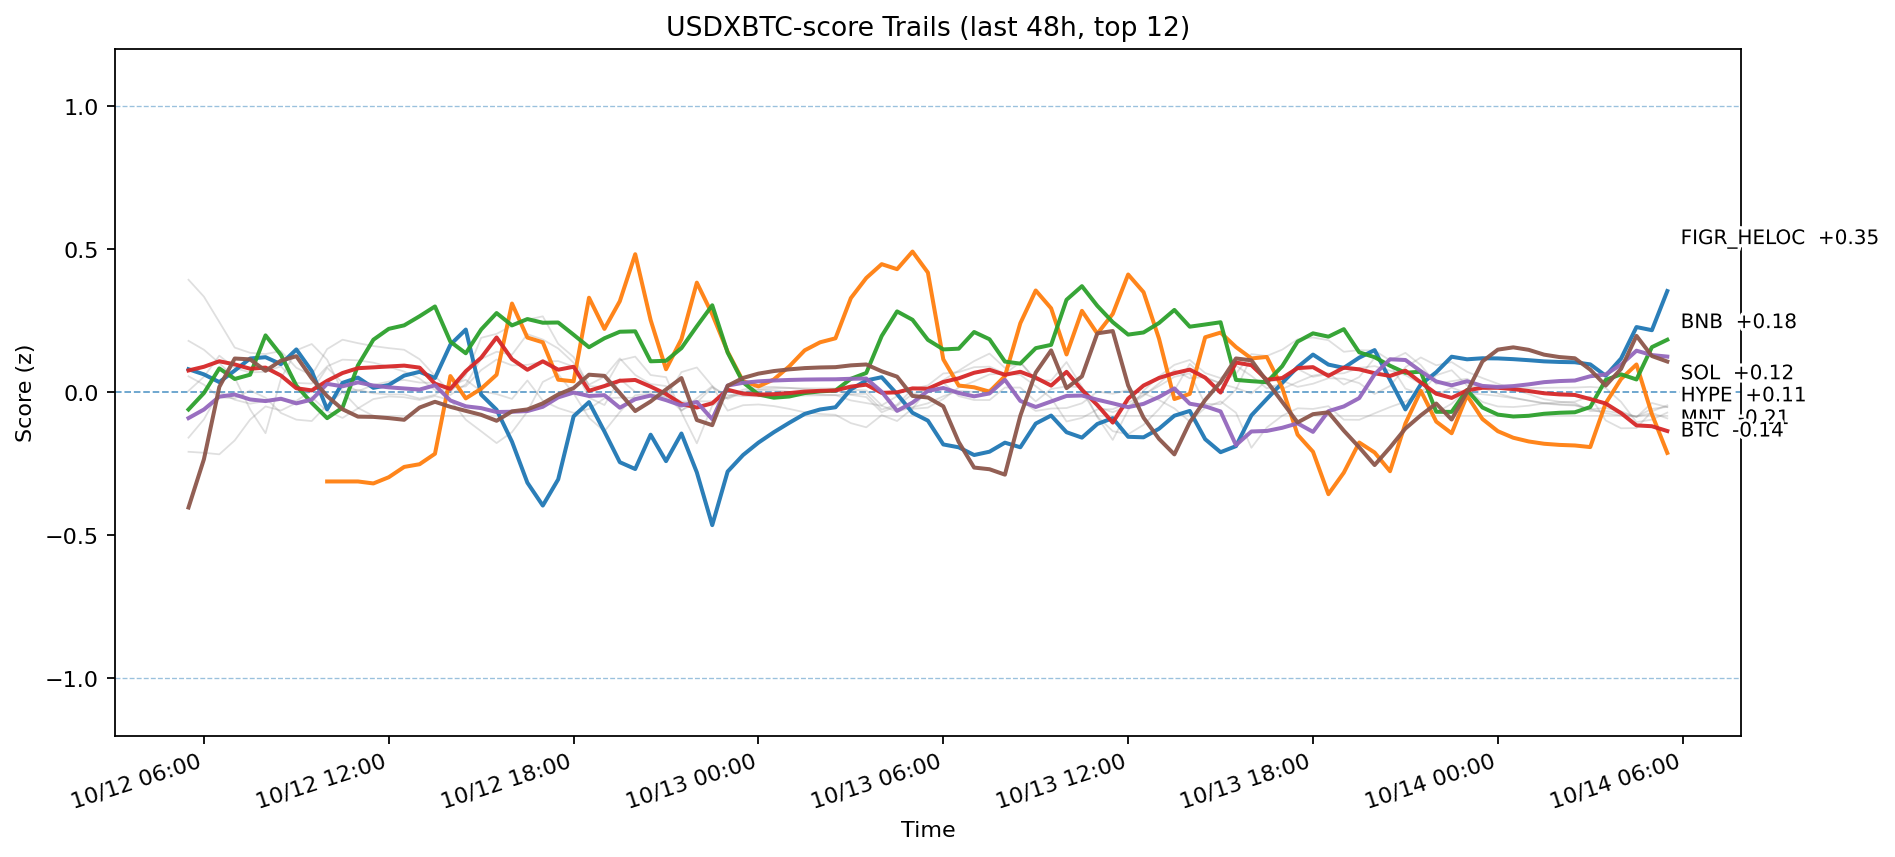 USDXBTC-score Trails (last 48h, top 12)
Score (z)
1.0
0.5
0.0
−0.5
−1.0
FIGR_HELOC +0.35
BNB +0.18
SOL +0.12
HYPE +0.11
MNT -0.21
BTC -0.14
10/12 06:00
10/12 12:00
10/12 18:00
10/13 00:00
10/13 06:00
10/13 12:00
10/13 18:00
10/14 00:00
10/14 06:00
Time